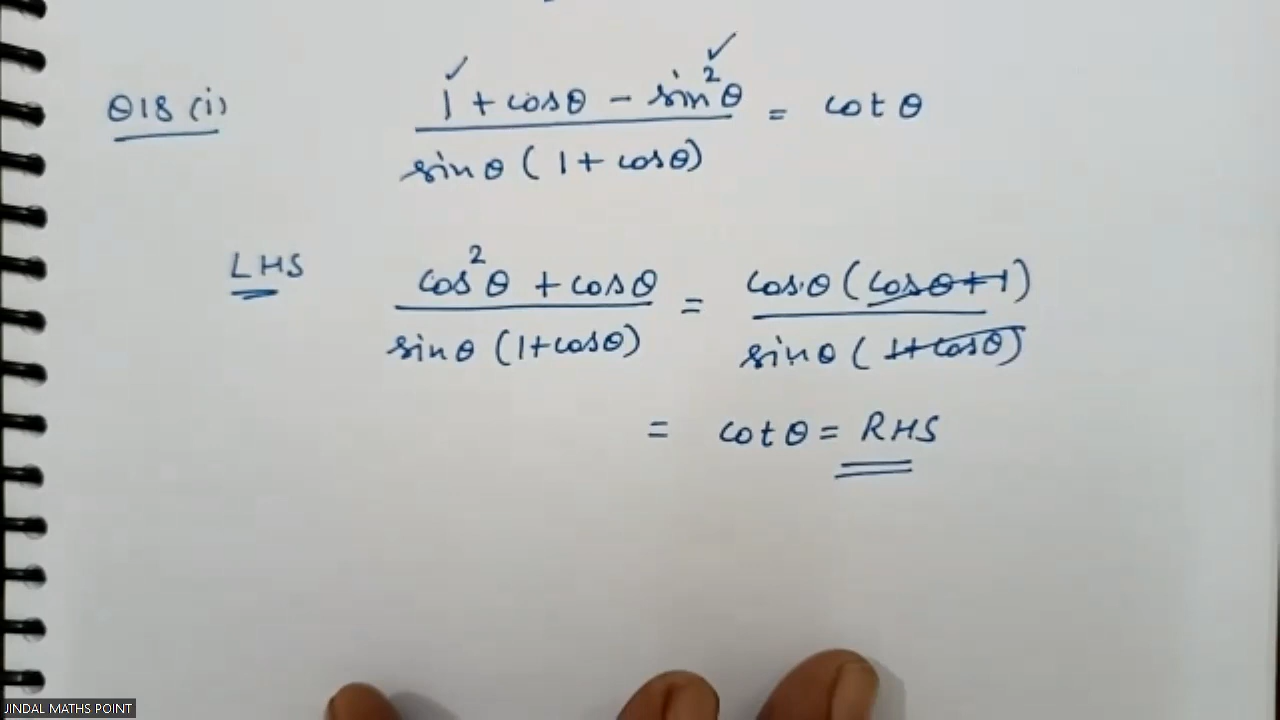 Q18 (i) (1 + cosθ - sin²θ) / (sinθ (1 + cosθ)) = cot θ
LHS (cos²θ + cosθ) / (sinθ (1+cosθ)) = (cosθ (cosθ+1)) / (sinθ (1+cosθ))
= cotθ = RHS
JINDAL MATHS POINT